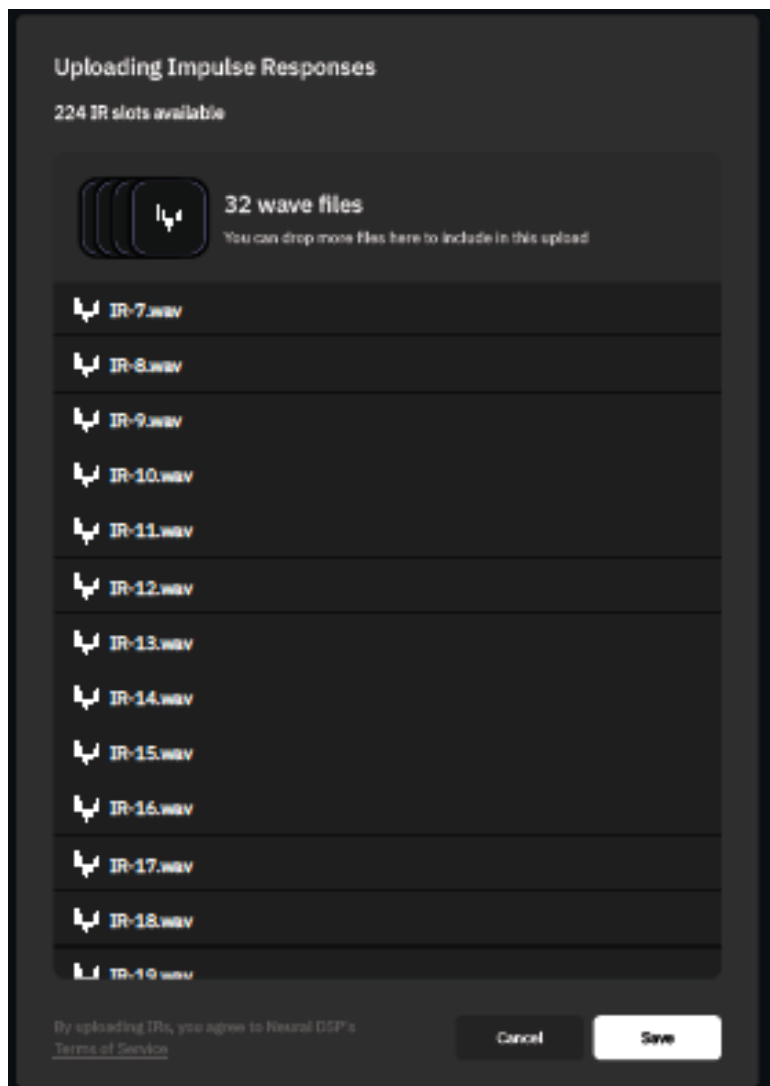 Uploading Impulse Responses
224 IR slots available
32 wave files
You can drop more files here to include in this upload
IR-7.wav
IR-8.wav
IR-9.wav
IR-10.wav
IR-11.wav
IR-12.wav
IR-13.wav
IR-14.wav
IR-15.wav
IR-16.wav
IR-17.wav
IR-18.wav
IR-19.wav
By uploading IRs, you agree to Neural DSP's
Terms of Service
Cancel
Save